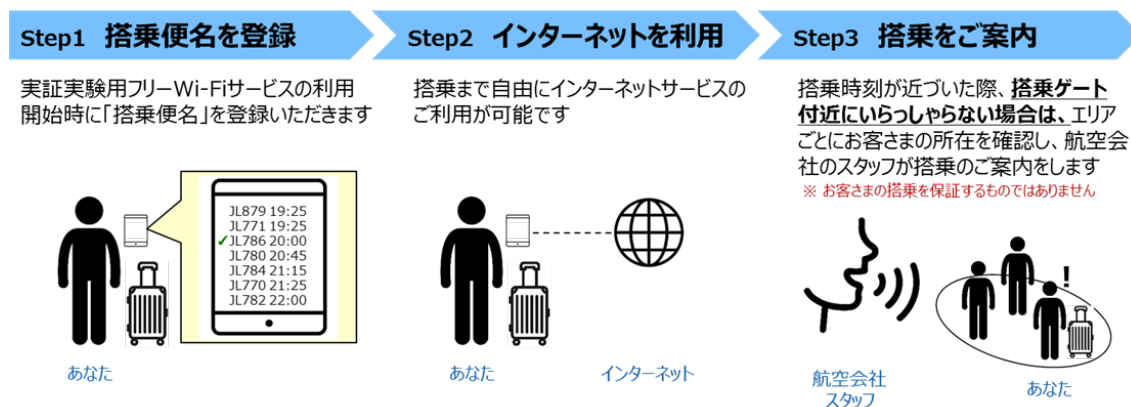 Step1 搭乗便名を登録
実証実験用フリーWi-Fiサービスの利用
開始時に「搭乗便名」を登録いただきます
JL879 19:25
JL771 19:25
✓JL786 20:00
JL780 20:45
JL784 21:15
JL770 21:25
JL782 22:00
あなた
Step2 インターネットを利用
搭乗まで自由にインターネットサービスの
ご利用が可能です
あなた
インターネット
Step3 搭乗をご案内
搭乗時刻が近づいた際、搭乗ゲート
付近にいらっしゃらない場合は、エリア
ごとにお客さまの所在を確認し、航空会
社のスタッフが搭乗のご案内をします
※ お客さまの搭乗を保証するものではありません
!
航空会社
スタッフ
あなた